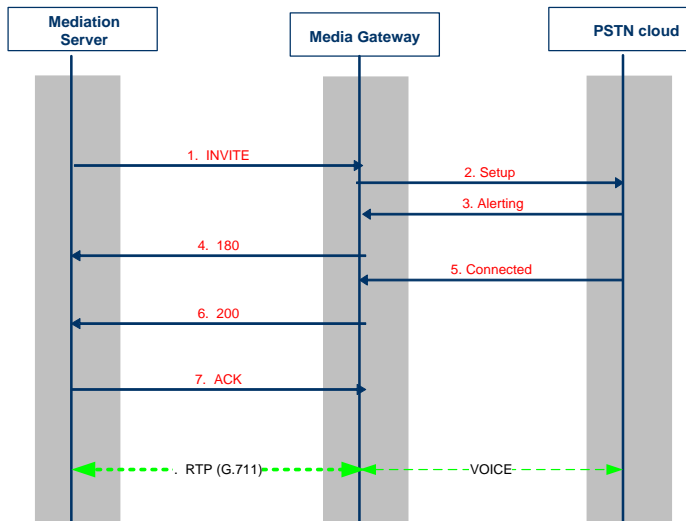 Mediation
Server
Media Gateway
PSTN cloud
1. INVITE
2. Setup
3. Alerting
4. 180
5. Connected
6. 200
7. ACK
. RTP (G.711)
VOICE